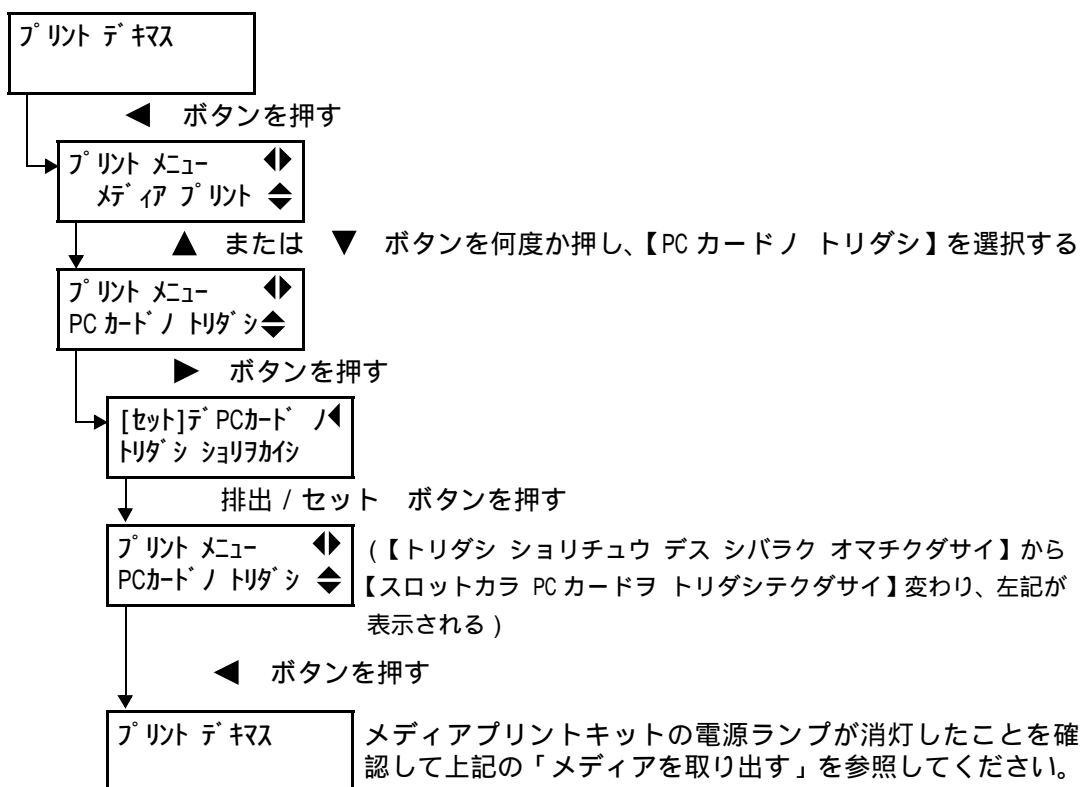 ﾌﾟﾘﾝﾄ ﾃﾞｷﾏｽ
◀ ボタンを押す
ﾌﾟﾘﾝﾄ ﾒﾆｭｰ ◀▶
ﾒﾃﾞｨｱ ﾌﾟﾘﾝﾄ
▲ または ▼ ボタンを何度か押し、【PC カードノ トリダシ】を選択する
ﾌﾟﾘﾝﾄ ﾒﾆｭｰ ◀▶
PC ｶｰﾄﾞﾉ ﾄﾘﾀﾞｼ
▶ ボタンを押す
[ｾｯﾄ]ﾃﾞ PCｶｰﾄﾞ ﾉ◀
ﾄﾘﾀﾞｼ ｼｮﾘｦｶｲｼ
排出 / セット ボタンを押す
ﾌﾟﾘﾝﾄ ﾒﾆｭｰ ◀▶
PCｶｰﾄﾞﾉ ﾄﾘﾀﾞｼ
(【トリダシ ショリチュウ デス シバラク オマチクダサイ】から
【スロットカラ PC カードヲ トリダシテクダサイ】変わり、左記が
表示される )
◀ ボタンを押す
ﾌﾟﾘﾝﾄ ﾃﾞｷﾏｽ
メディアプリントキットの電源ランプが消灯したことを確
認して上記の「メディアを取り出す」を参照してください。